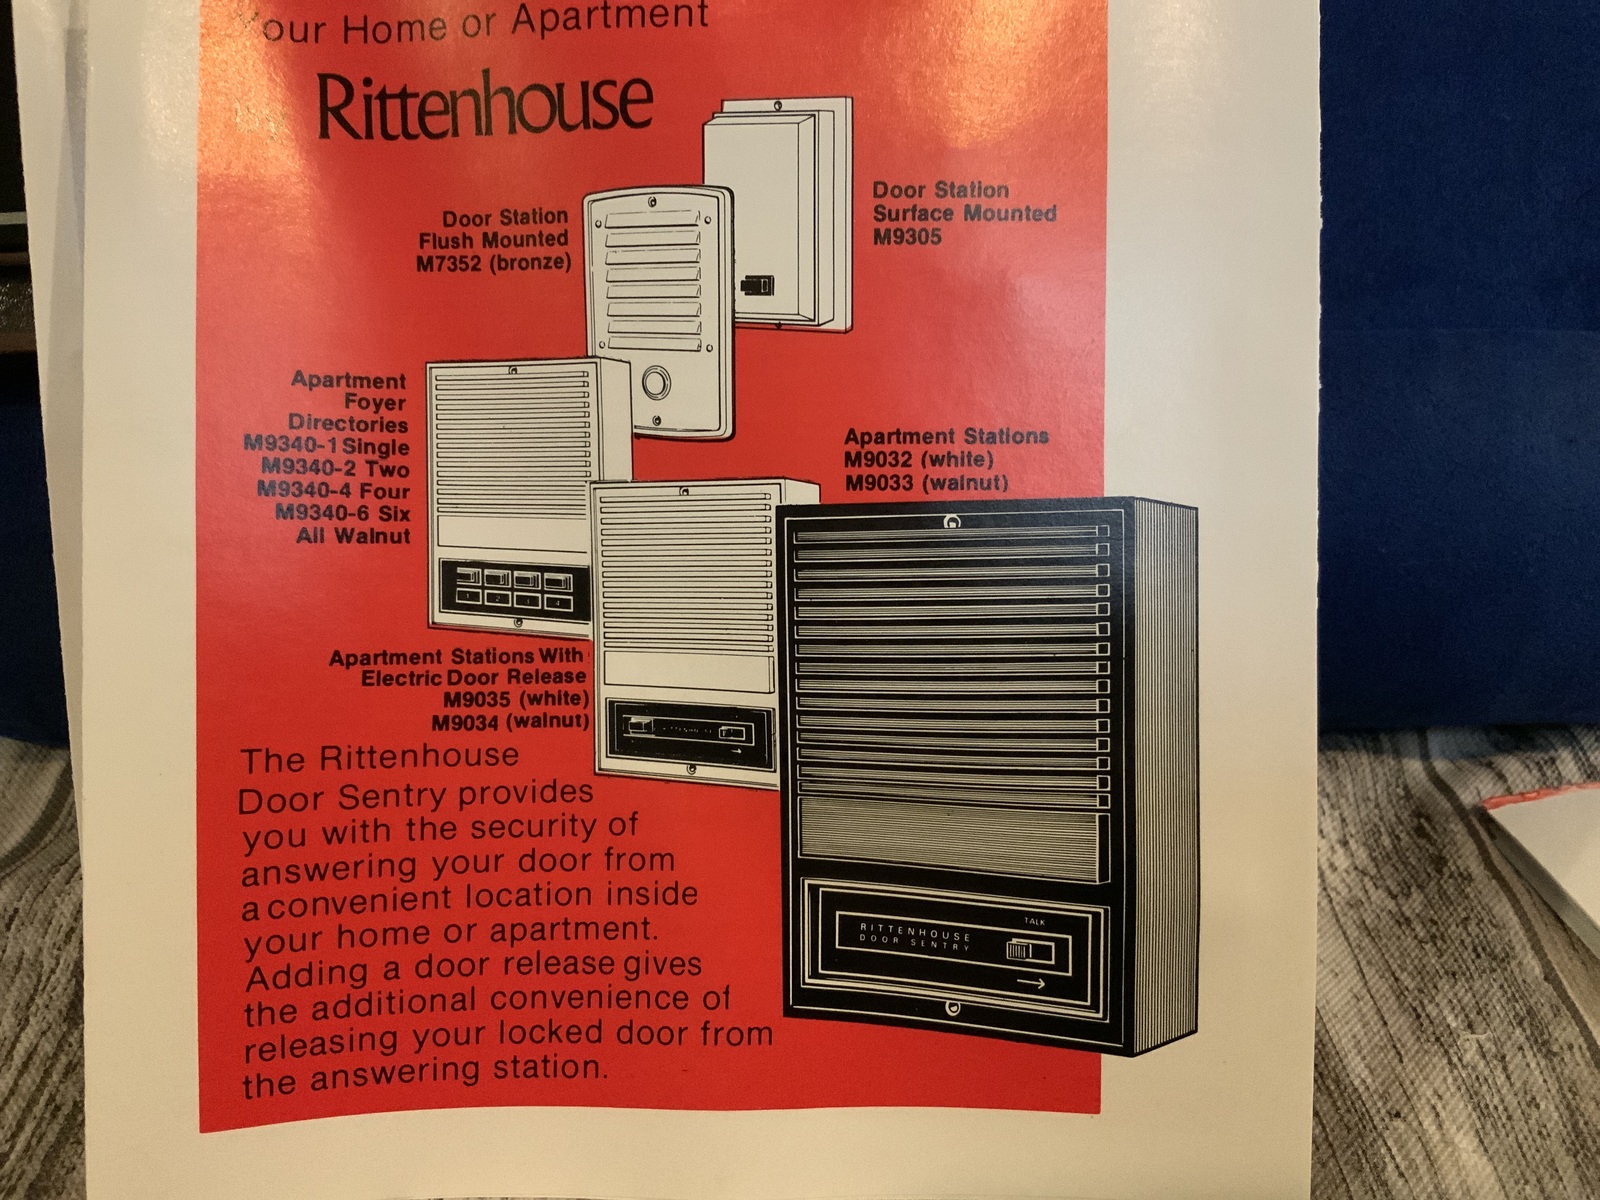 Your Home or Apartment
Rittenhouse
Door Station
Surface Mounted
M9305
Door Station
Flush Mounted
M7352 (bronze)
Apartment
Foyer
Directories
M9340-1 Single
M9340-2 Two
M9340-4 Four
M9340-6 Six
All Walnut
Apartment Stations
M9032 (white)
M9033 (walnut)
1 2 3 4
Apartment Stations With
Electric Door Release
M9035 (white)
M9034 (walnut)
The Rittenhouse
Door Sentry provides
you with the security of
answering your door from
a convenient location inside
your home or apartment.
Adding a door release gives
the additional convenience of
releasing your locked door from
the answering station.
TALK
RITTENHOUSE
DOOR SENTRY